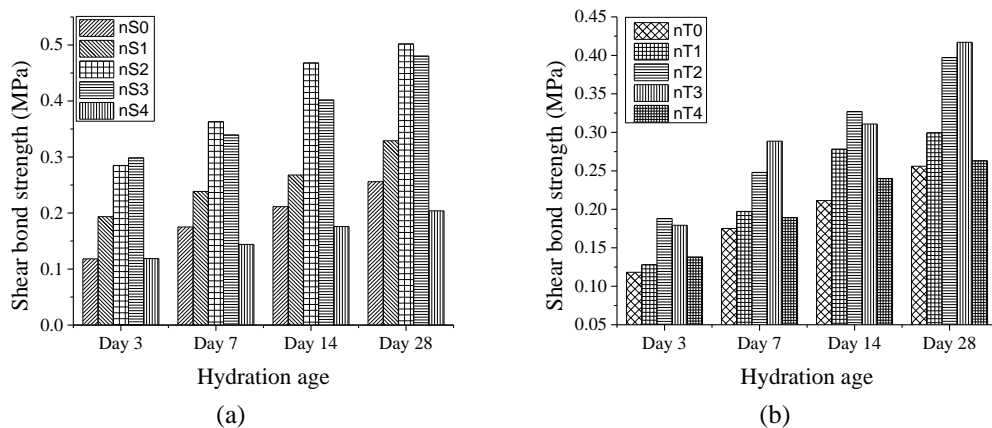 nS0
nS1
nS2
nS3
nS4
0.5
0.4
0.3
0.2
0.1
0.0
Shear bond strength (MPa)
Day 3 Day 7 Day 14 Day 28
Hydration age
(a)
nT0
nT1
nT2
nT3
nT4
0.45
0.40
0.35
0.30
0.25
0.20
0.15
0.10
0.05
Shear bond strength (MPa)
Day 3 Day 7 Day 14 Day 28
Hydration age
(b)